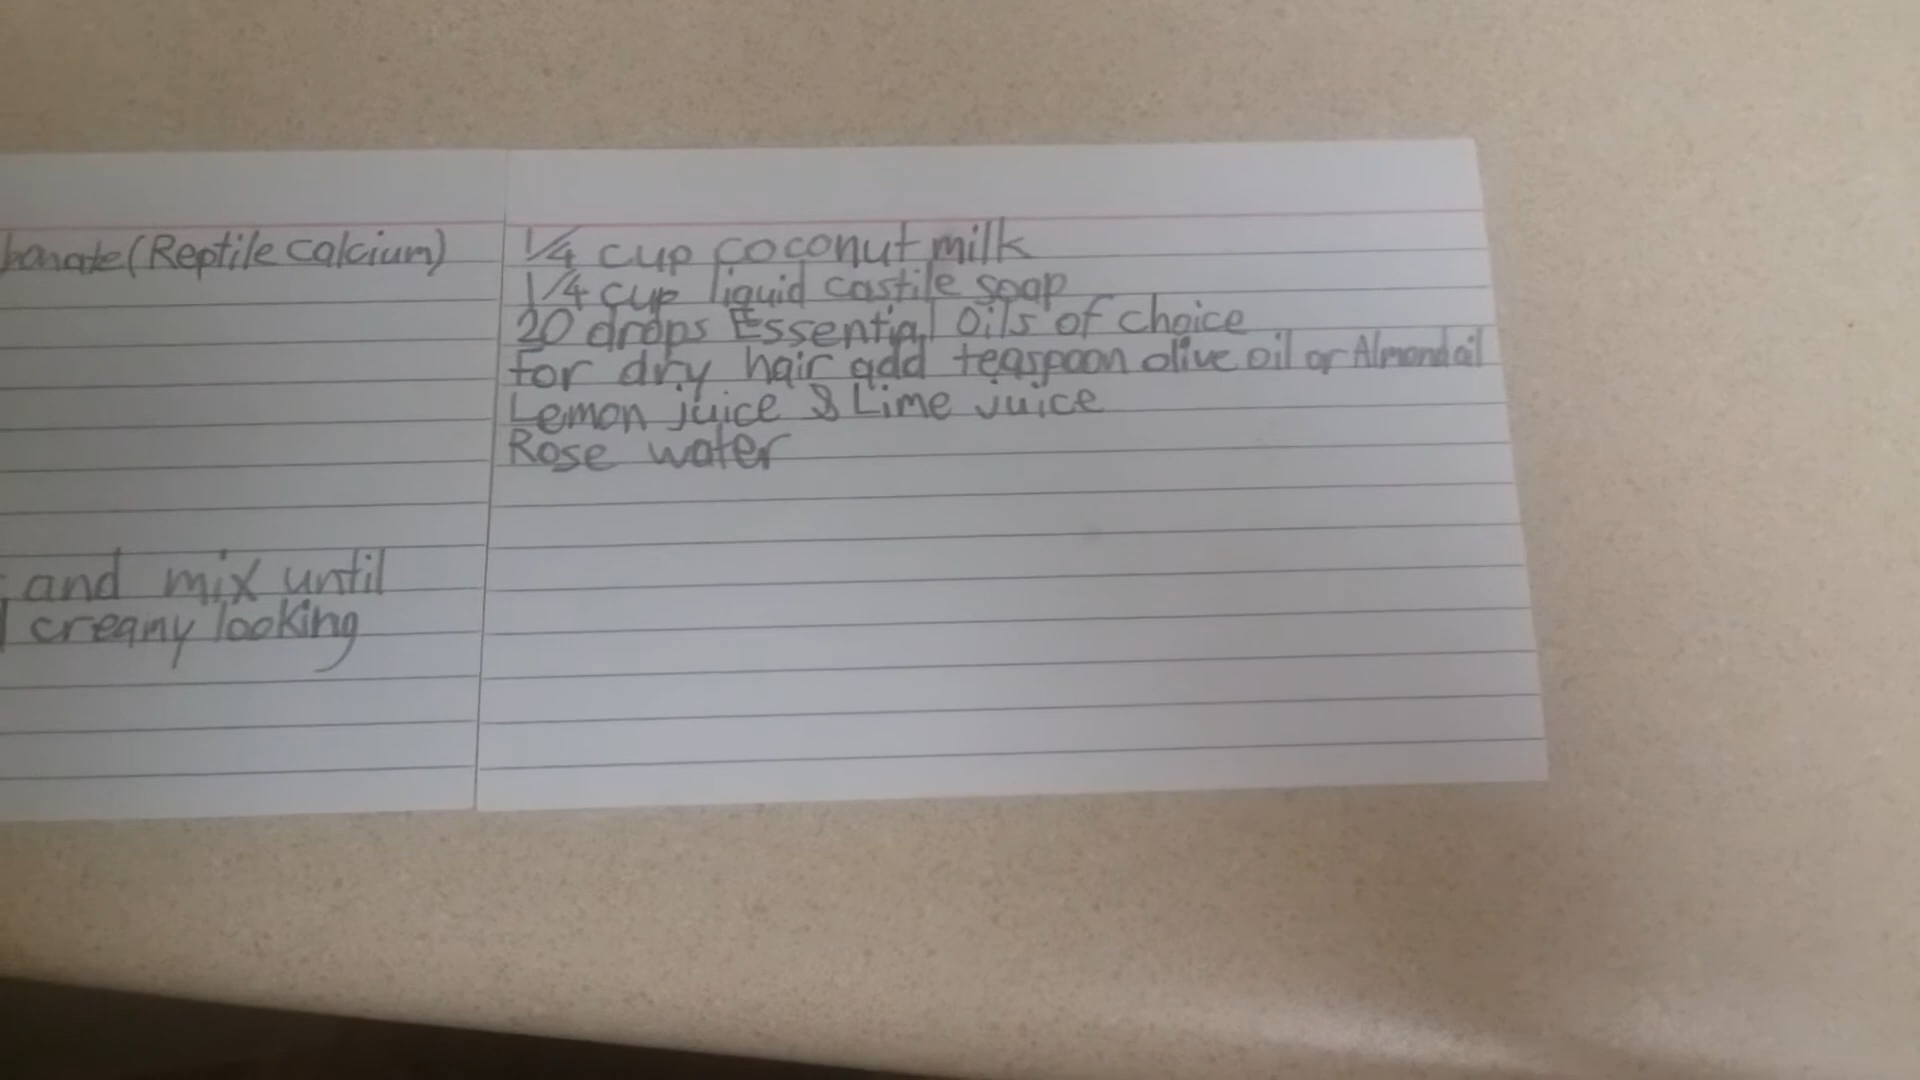 (Reptile Calcium)
and mix until
creamy looking
1/4 cup coconut milk
1/4 cup liquid castile soap
20 drops Essential Oils of choice
for dry hair add teaspoon olive oil or Almond oil
Lemon juice & Lime juice
Rose water